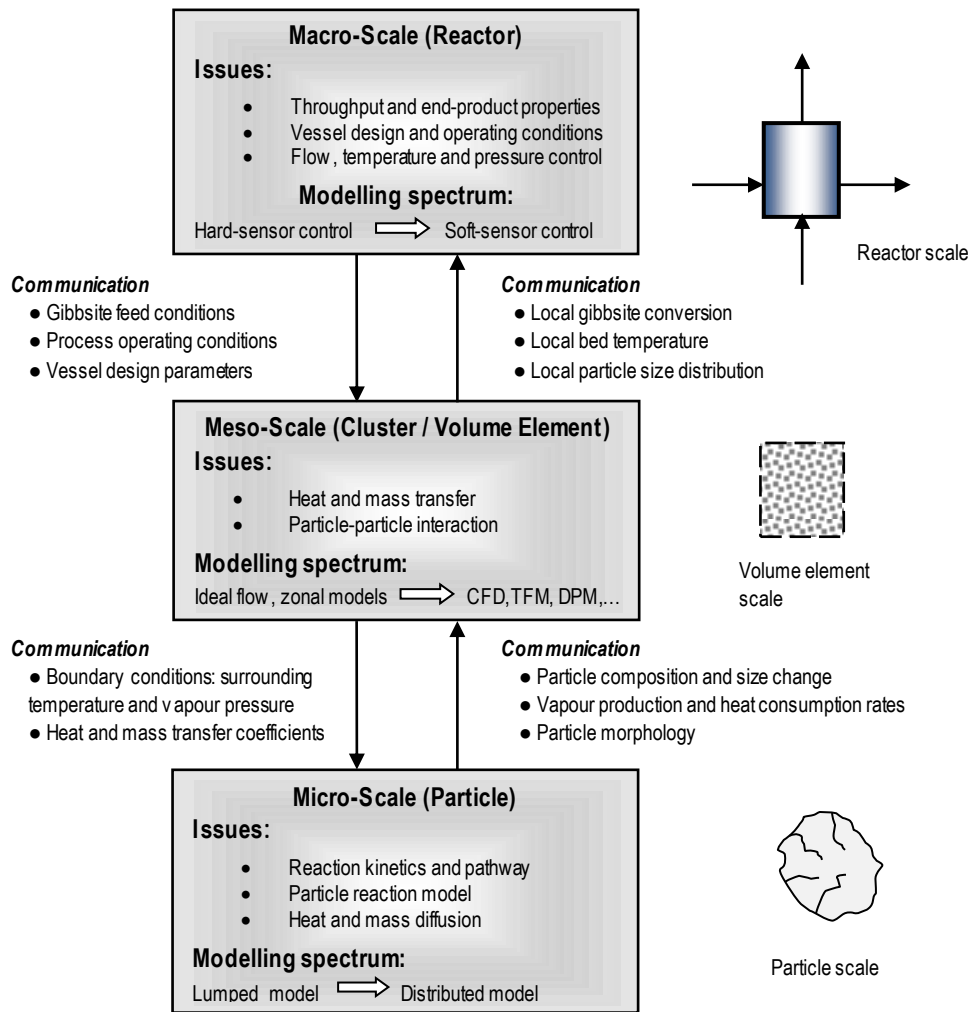 Macro-Scale (Reactor)
Issues:
● Throughput and end-product properties
● Vessel design and operating conditions
● Flow, temperature and pressure control
Modelling spectrum:
Hard-sensor control Soft-sensor control
Reactor scale
Communication
● Gibbsite feed conditions
● Process operating conditions
● Vessel design parameters
Communication
● Local gibbsite conversion
● Local bed temperature
● Local particle size distribution
Meso-Scale (Cluster / Volume Element)
Issues:
● Heat and mass transfer
● Particle-particle interaction
Modelling spectrum:
Ideal flow, zonal models CFD,TFM, DPM,...
Volume element
scale
Communication
● Boundary conditions: surrounding
temperature and vapour pressure
● Heat and mass transfer coefficients
Communication
● Particle composition and size change
● Vapour production and heat consumption rates
● Particle morphology
Micro-Scale (Particle)
Issues:
● Reaction kinetics and pathway
● Particle reaction model
● Heat and mass diffusion
Modelling spectrum:
Lumped model Distributed model
Particle scale